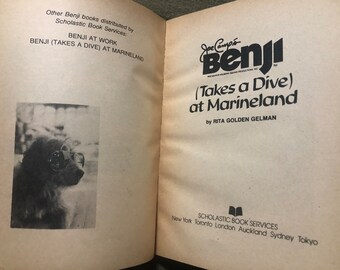 Other Benji books distributed by
Scholastic Book Services:
BENJI AT WORK
BENJI (TAKES A DIVE) AT MARINELAND
Joe Camp's
BENJI
(Takes a Dive)
at Marineland
by RITA GOLDEN GELMAN
SCHOLASTIC BOOK SERVICES
New York Toronto London Auckland Sydney Tokyo